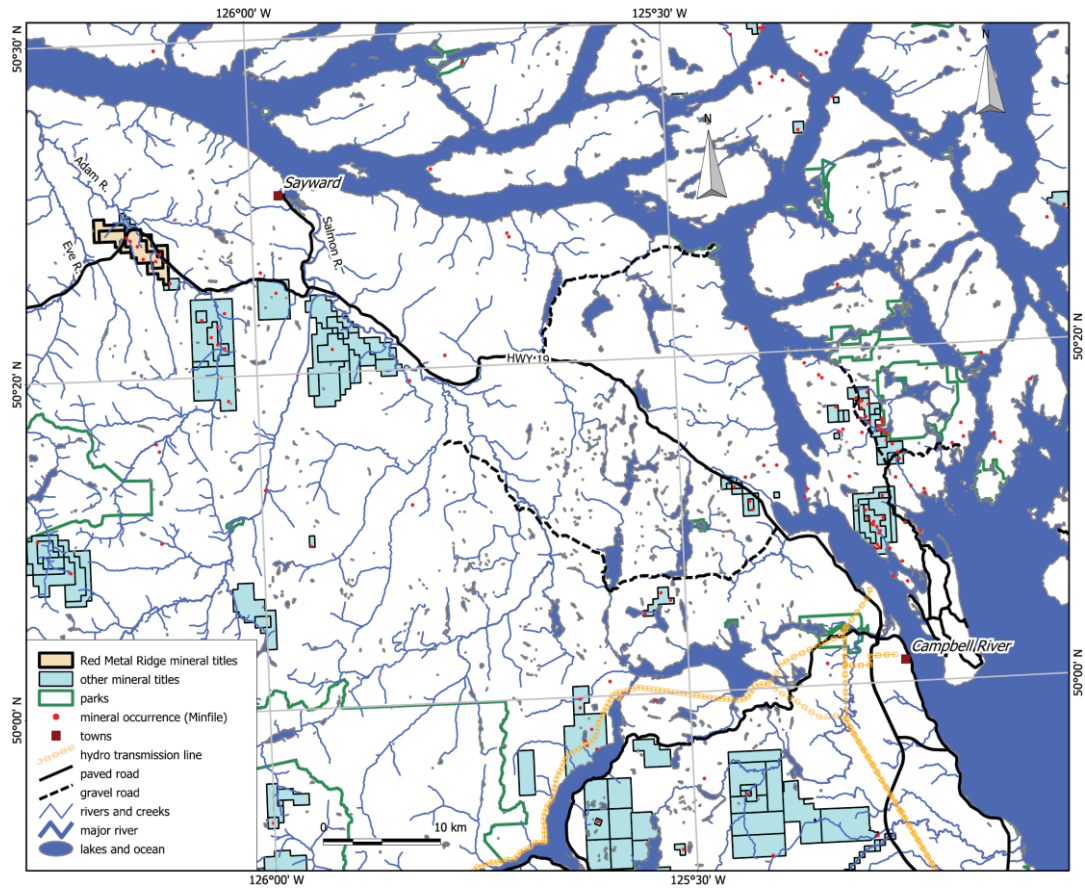 126°00' W
125°30' W
50°30' N
N
N
Adam R.
Sayward
Salmon R.
Eve R.
50°20' N
HWY 19
50°20' N
Campbell River
50°00' N
50°00' N
Red Metal Ridge mineral titles
other mineral titles
parks
mineral occurrence (Minfile)
towns
hydro transmission line
paved road
gravel road
rivers and creeks
major river
lakes and ocean
0
10 km
126°00' W
125°30' W